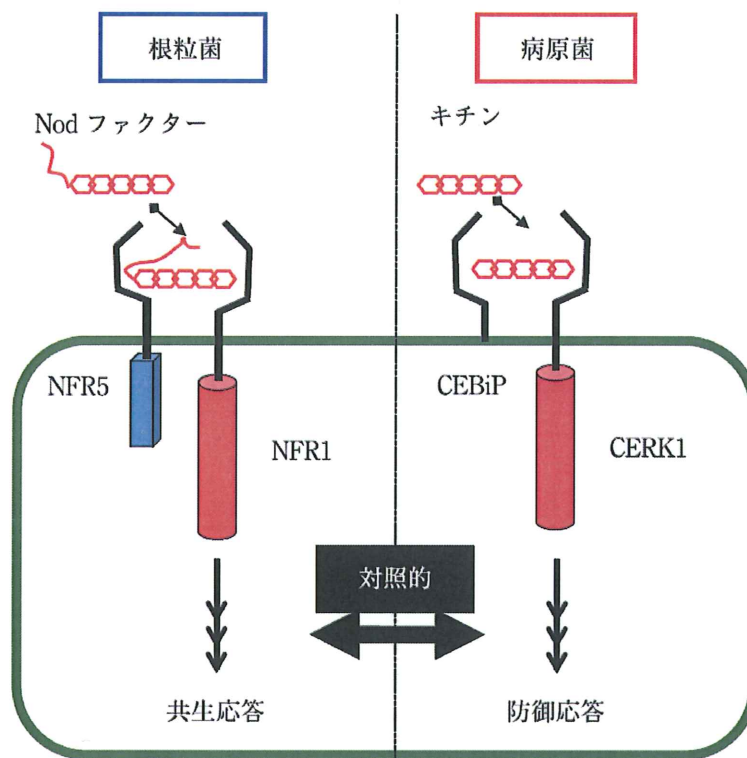 根粒菌
病原菌
Nod ファクター
キチン
NFR5
NFR1
CEBiP
CERK1
対照的
共生応答
防御応答